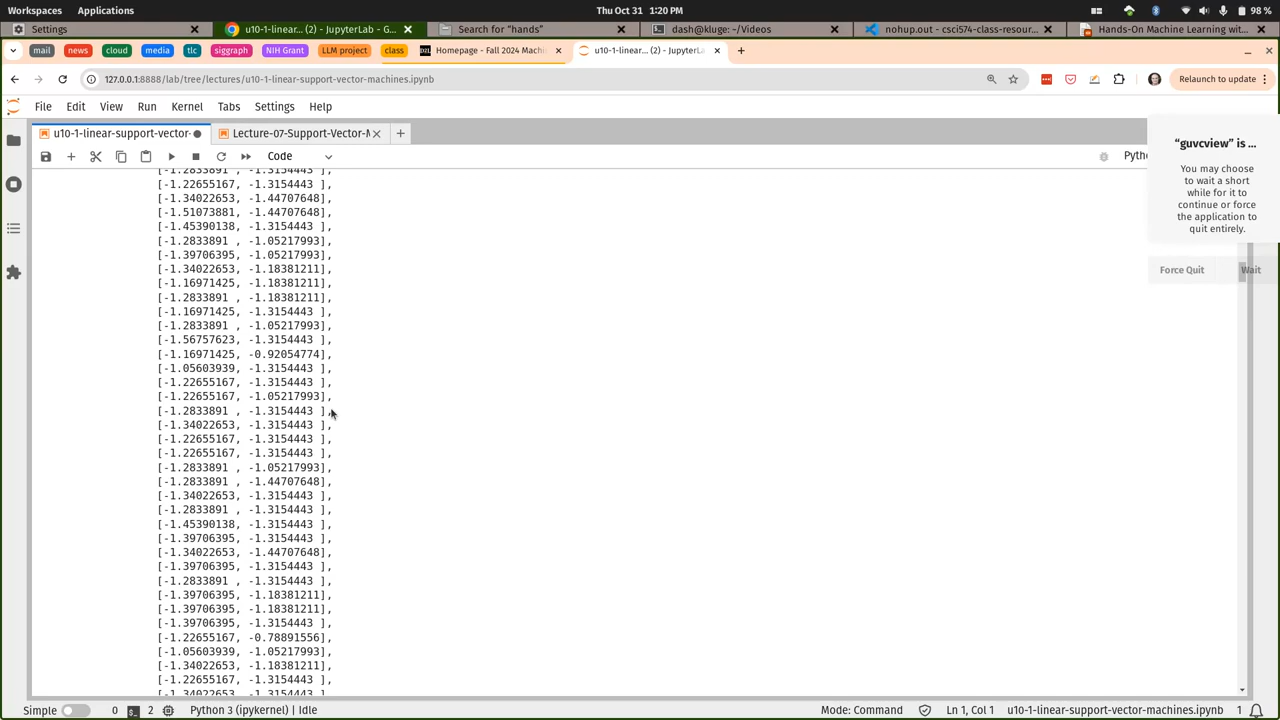 Workspaces Applications Thu Oct 31 1:20 PM 98 %
Settings u10-1-linear... (2) - JupyterLab - G... Search for “hands” dash@kluge: ~/Videos nohup.out - csci574-class-resour... Hands-On Machine Learning wit...
mail news cloud media tlc siggraph NIH Grant LLM project class Homepage - Fall 2024 Machi u10-1-linear... (2) - JupyterLa
127.0.0.1:8888/lab/tree/lectures/u10-1-linear-support-vector-machines.ipynb Relaunch to update
File Edit View Run Kernel Tabs Settings Help
u10-1-linear-support-vector- Lecture-07-Support-Vector-M
Code Pyth
“guvcview” is ...
You may choose
to wait a short
while for it to
continue or force
the application to
quit entirely.
Force Quit Wait
[-1.2833891 , -1.3154443 ],
[-1.22655167, -1.3154443 ],
[-1.34022653, -1.44707648],
[-1.51073881, -1.44707648],
[-1.45390138, -1.3154443 ],
[-1.2833891 , -1.05217993],
[-1.39706395, -1.05217993],
[-1.34022653, -1.18381211],
[-1.16971425, -1.18381211],
[-1.2833891 , -1.18381211],
[-1.16971425, -1.3154443 ],
[-1.2833891 , -1.05217993],
[-1.56757623, -1.3154443 ],
[-1.16971425, -0.92054774],
[-1.05603939, -1.3154443 ],
[-1.22655167, -1.3154443 ],
[-1.22655167, -1.05217993],
[-1.2833891 , -1.3154443 ],
[-1.34022653, -1.3154443 ],
[-1.22655167, -1.3154443 ],
[-1.22655167, -1.3154443 ],
[-1.2833891 , -1.05217993],
[-1.2833891 , -1.44707648],
[-1.34022653, -1.3154443 ],
[-1.2833891 , -1.3154443 ],
[-1.45390138, -1.3154443 ],
[-1.39706395, -1.3154443 ],
[-1.34022653, -1.44707648],
[-1.39706395, -1.3154443 ],
[-1.2833891 , -1.3154443 ],
[-1.39706395, -1.18381211],
[-1.39706395, -1.18381211],
[-1.39706395, -1.3154443 ],
[-1.22655167, -0.78891556],
[-1.05603939, -1.05217993],
[-1.34022653, -1.18381211],
[-1.22655167, -1.3154443 ],
[-1.34022653, -1.3154443 ],
Simple 0 2 Python 3 (ipykernel) | Idle Mode: Command Ln 1, Col 1 u10-1-linear-support-vector-machines.ipynb 1